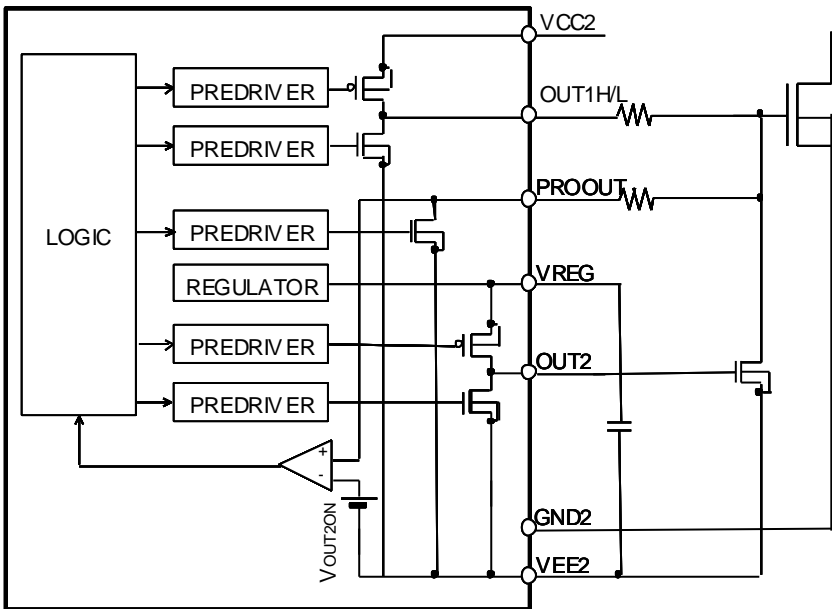 VCC2
PREDRIVER
OUT1H/L
PREDRIVER
PROOUT
LOGIC
PREDRIVER
REGULATOR
VREG
PREDRIVER
OUT2
PREDRIVER
+
-
VOUT2ON
GND2
VEE2